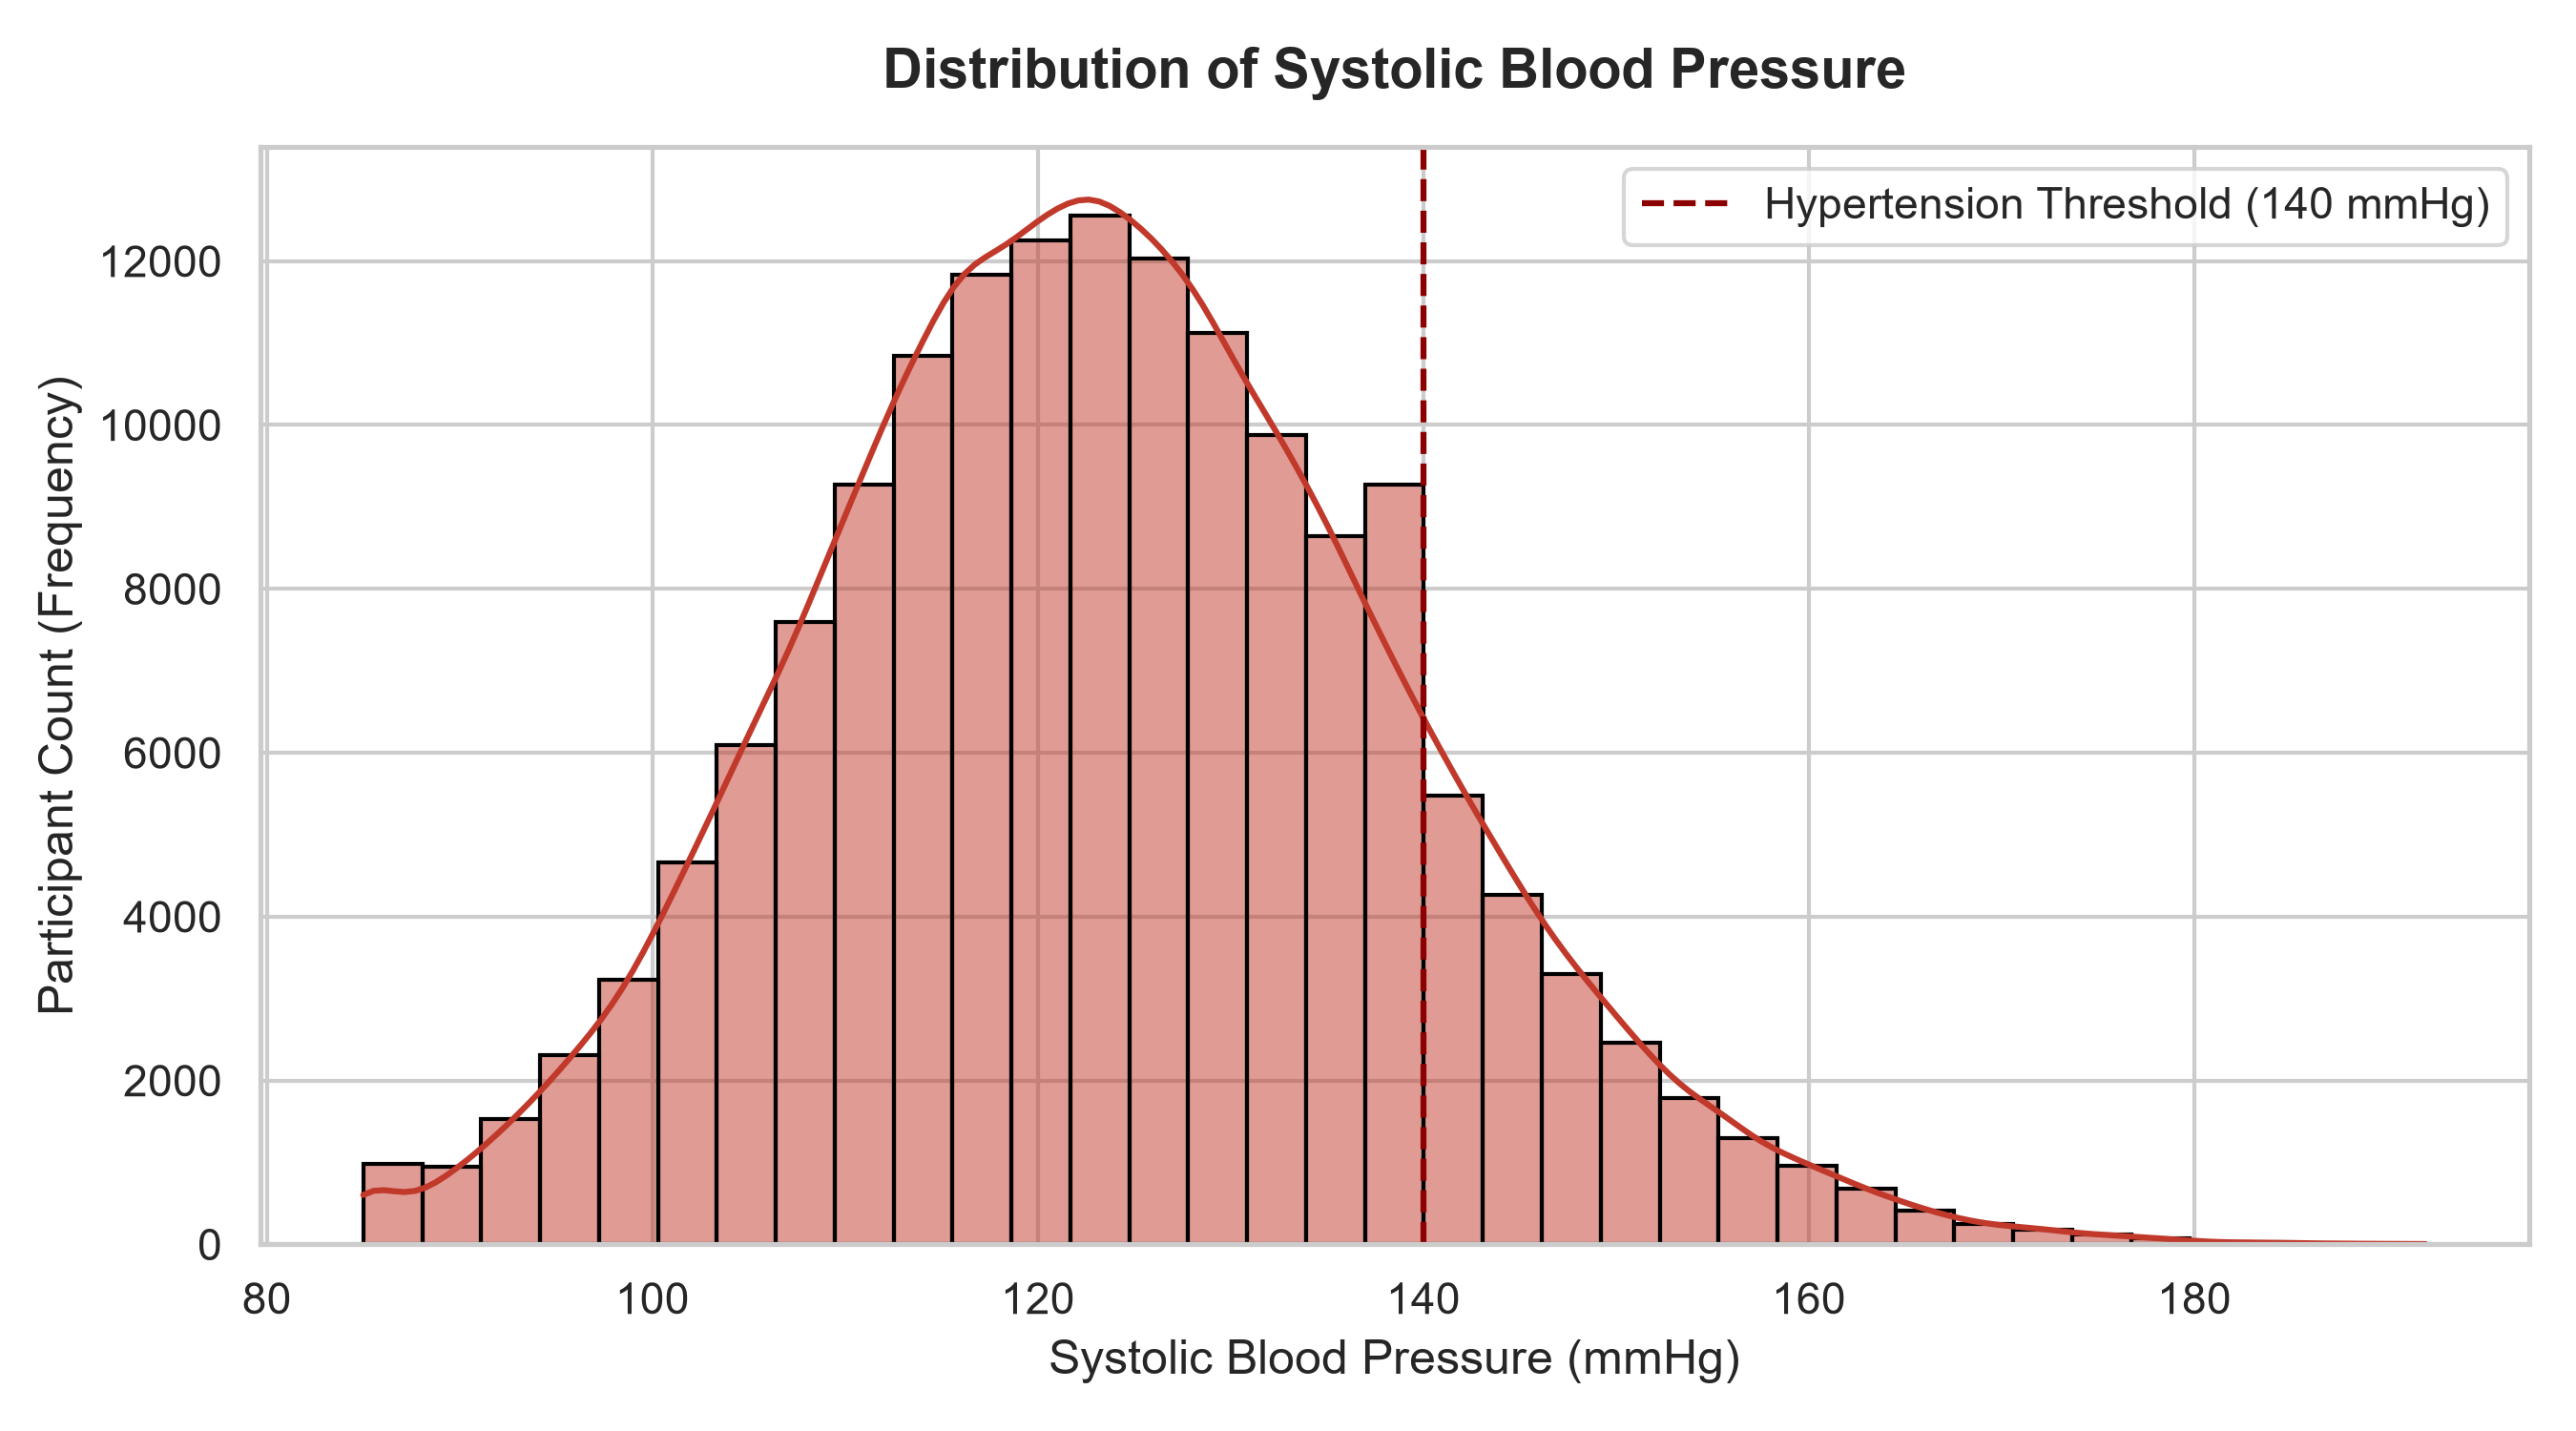 Distribution of Systolic Blood Pressure
Hypertension Threshold (140 mmHg)
Participant Count (Frequency)
12000
10000
8000
6000
4000
2000
0
80 100 120 140 160 180
Systolic Blood Pressure (mmHg)